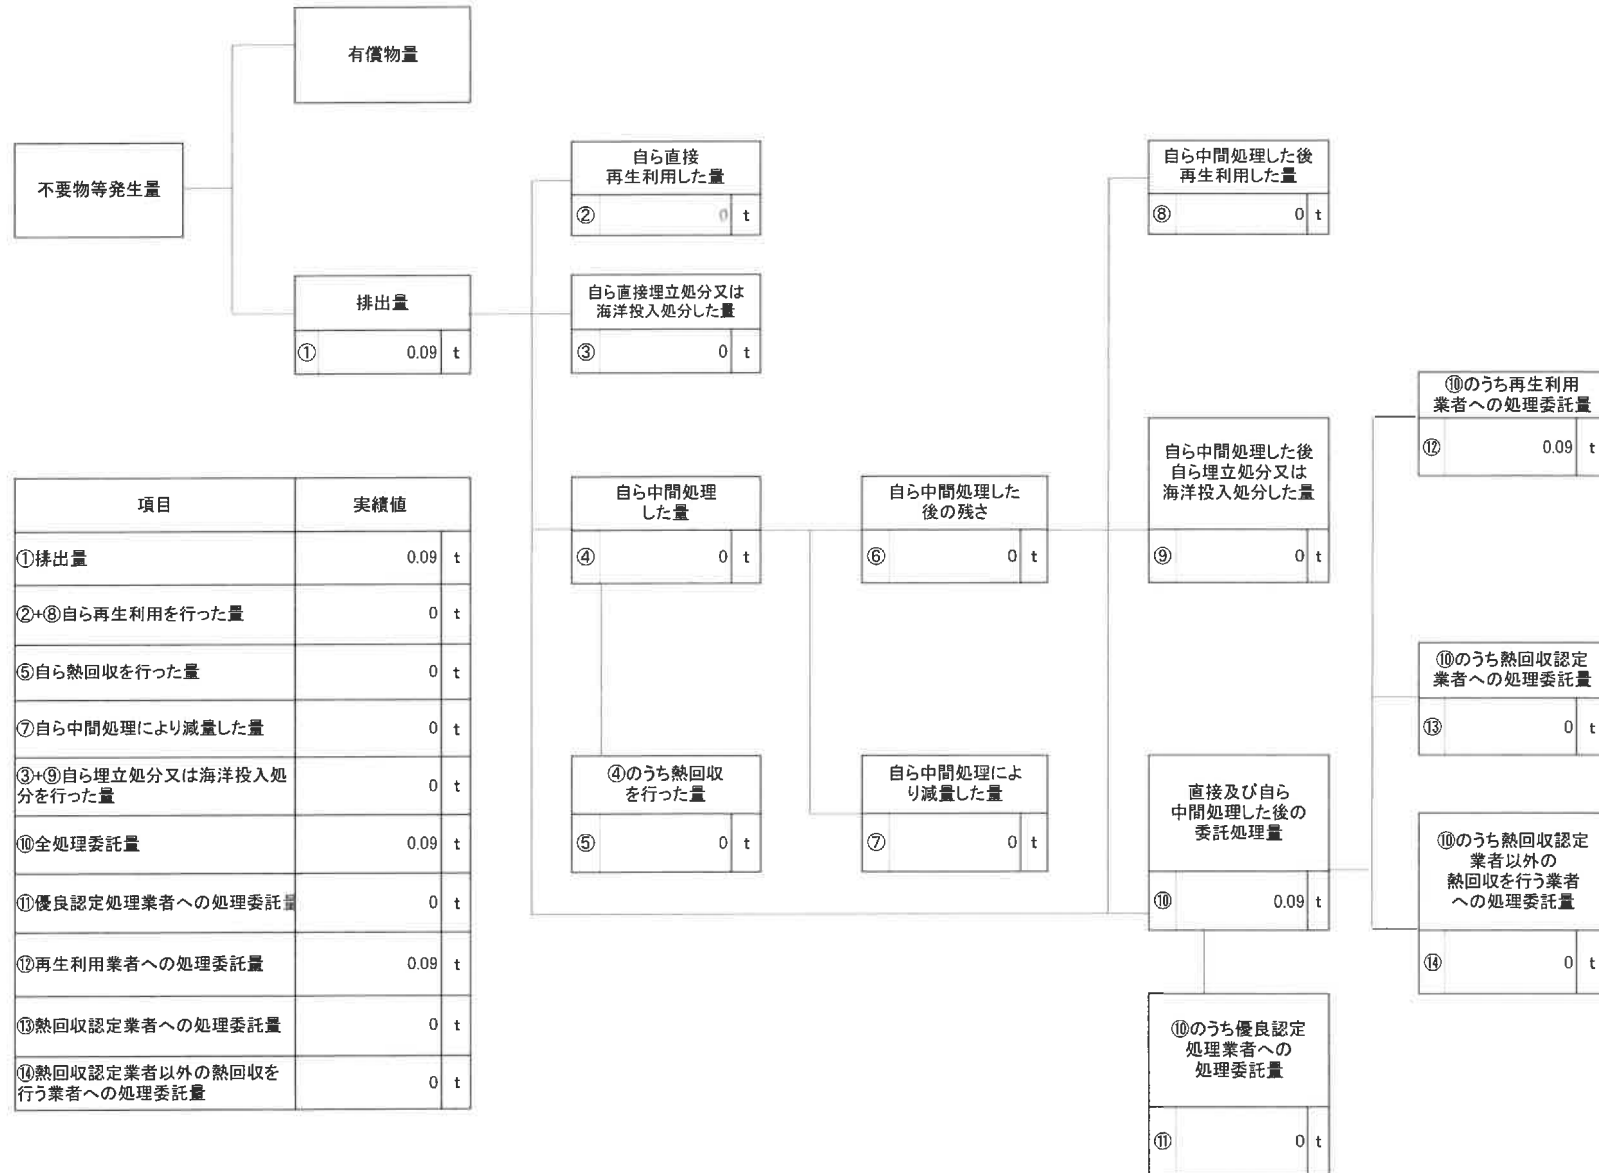 有償物量
不要物等発生量
排出量
① 0.09 t
自ら直接
再生利用した量
② 0 t
自ら直接埋立処分又は
海洋投入処分した量
③ 0 t
自ら中間処理
した量
④ 0 t
④のうち熱回収
を行った量
⑤ 0 t
自ら中間処理した
後の残さ
⑥ 0 t
自ら中間処理によ
り減量した量
⑦ 0 t
自ら中間処理した後
再生利用した量
⑧ 0 t
自ら中間処理した後
自ら埋立処分又は
海洋投入処分した量
⑨ 0 t
直接及び自ら
中間処理した後の
委託処理量
⑩ 0.09 t
⑩のうち優良認定
処理業者への
処理委託量
⑪ 0 t
⑩のうち再生利用
業者への処理委託量
⑫ 0.09 t
⑩のうち熱回収認定
業者への処理委託量
⑬ 0 t
⑩のうち熱回収認定
業者以外の
熱回収を行う業者
への処理委託量
⑭ 0 t
項目 実績値
①排出量 0.09 t
②+⑧自ら再生利用を行った量 0 t
⑤自ら熱回収を行った量 0 t
⑦自ら中間処理により減量した量 0 t
③+⑨自ら埋立処分又は海洋投入処
分を行った量 0 t
⑩全処理委託量 0.09 t
⑪優良認定処理業者への処理委託量 0 t
⑫再生利用業者への処理委託量 0.09 t
⑬熱回収認定業者への処理委託量 0 t
⑭熱回収認定業者以外の熱回収を
行う業者への処理委託量 0 t